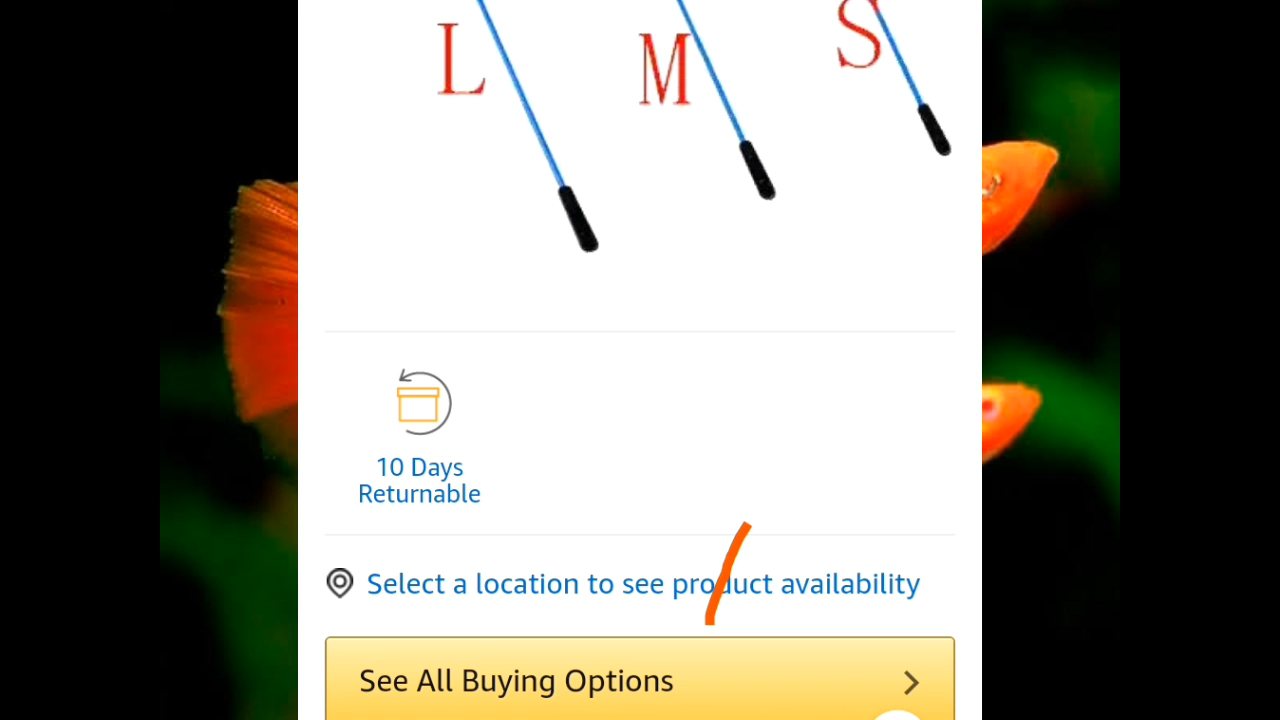 L M S
10 Days
Returnable
Select a location to see product availability
See All Buying Options